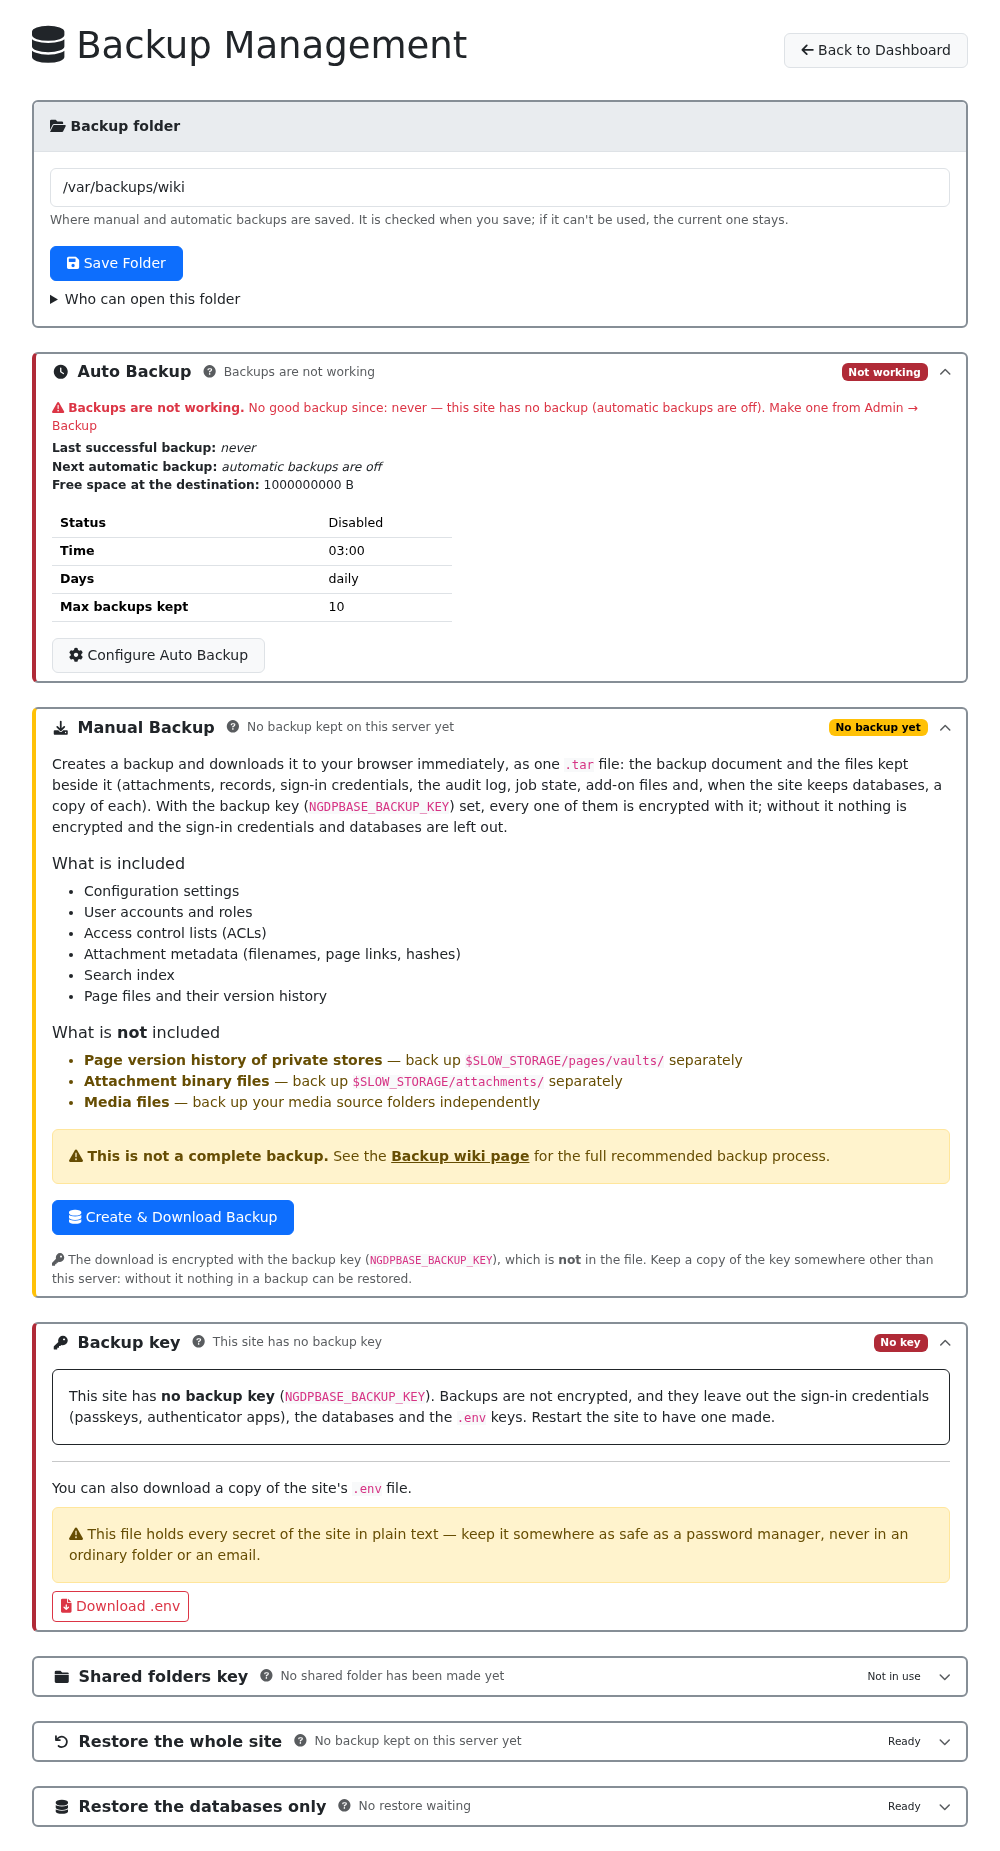 Backup Management
Back to Dashboard
Backup folder
/var/backups/wiki
Where manual and automatic backups are saved. It is checked when you save; if it can't be used, the current one stays.
Save Folder
Who can open this folder
Auto Backup ? Backups are not working Not working
Backups are not working. No good backup since: never — this site has no backup (automatic backups are off). Make one from Admin →
Backup
Last successful backup: never
Next automatic backup: automatic backups are off
Free space at the destination: 1000000000 B
Status Disabled
Time 03:00
Days daily
Max backups kept 10
Configure Auto Backup
Manual Backup ? No backup kept on this server yet No backup yet
Creates a backup and downloads it to your browser immediately, as one .tar file: the backup document and the files kept
beside it (attachments, records, sign-in credentials, the audit log, job state, add-on files and, when the site keeps databases, a
copy of each). With the backup key (NGDPBASE_BACKUP_KEY) set, every one of them is encrypted with it; without it nothing is
encrypted and the sign-in credentials and databases are left out.
What is included
• Configuration settings
• User accounts and roles
• Access control lists (ACLs)
• Attachment metadata (filenames, page links, hashes)
• Search index
• Page files and their version history
What is not included
• Page version history of private stores — back up $SLOW_STORAGE/pages/vaults/ separately
• Attachment binary files — back up $SLOW_STORAGE/attachments/ separately
• Media files — back up your media source folders independently
This is not a complete backup. See the Backup wiki page for the full recommended backup process.
Create & Download Backup
The download is encrypted with the backup key (NGDPBASE_BACKUP_KEY), which is not in the file. Keep a copy of the key somewhere other than
this server: without it nothing in a backup can be restored.
Backup key ? This site has no backup key No key
This site has no backup key (NGDPBASE_BACKUP_KEY). Backups are not encrypted, and they leave out the sign-in credentials
(passkeys, authenticator apps), the databases and the .env keys. Restart the site to have one made.
You can also download a copy of the site's .env file.
This file holds every secret of the site in plain text — keep it somewhere as safe as a password manager, never in an
ordinary folder or an email.
Download .env
Shared folders key ? No shared folder has been made yet Not in use
Restore the whole site ? No backup kept on this server yet Ready
Restore the databases only ? No restore waiting Ready